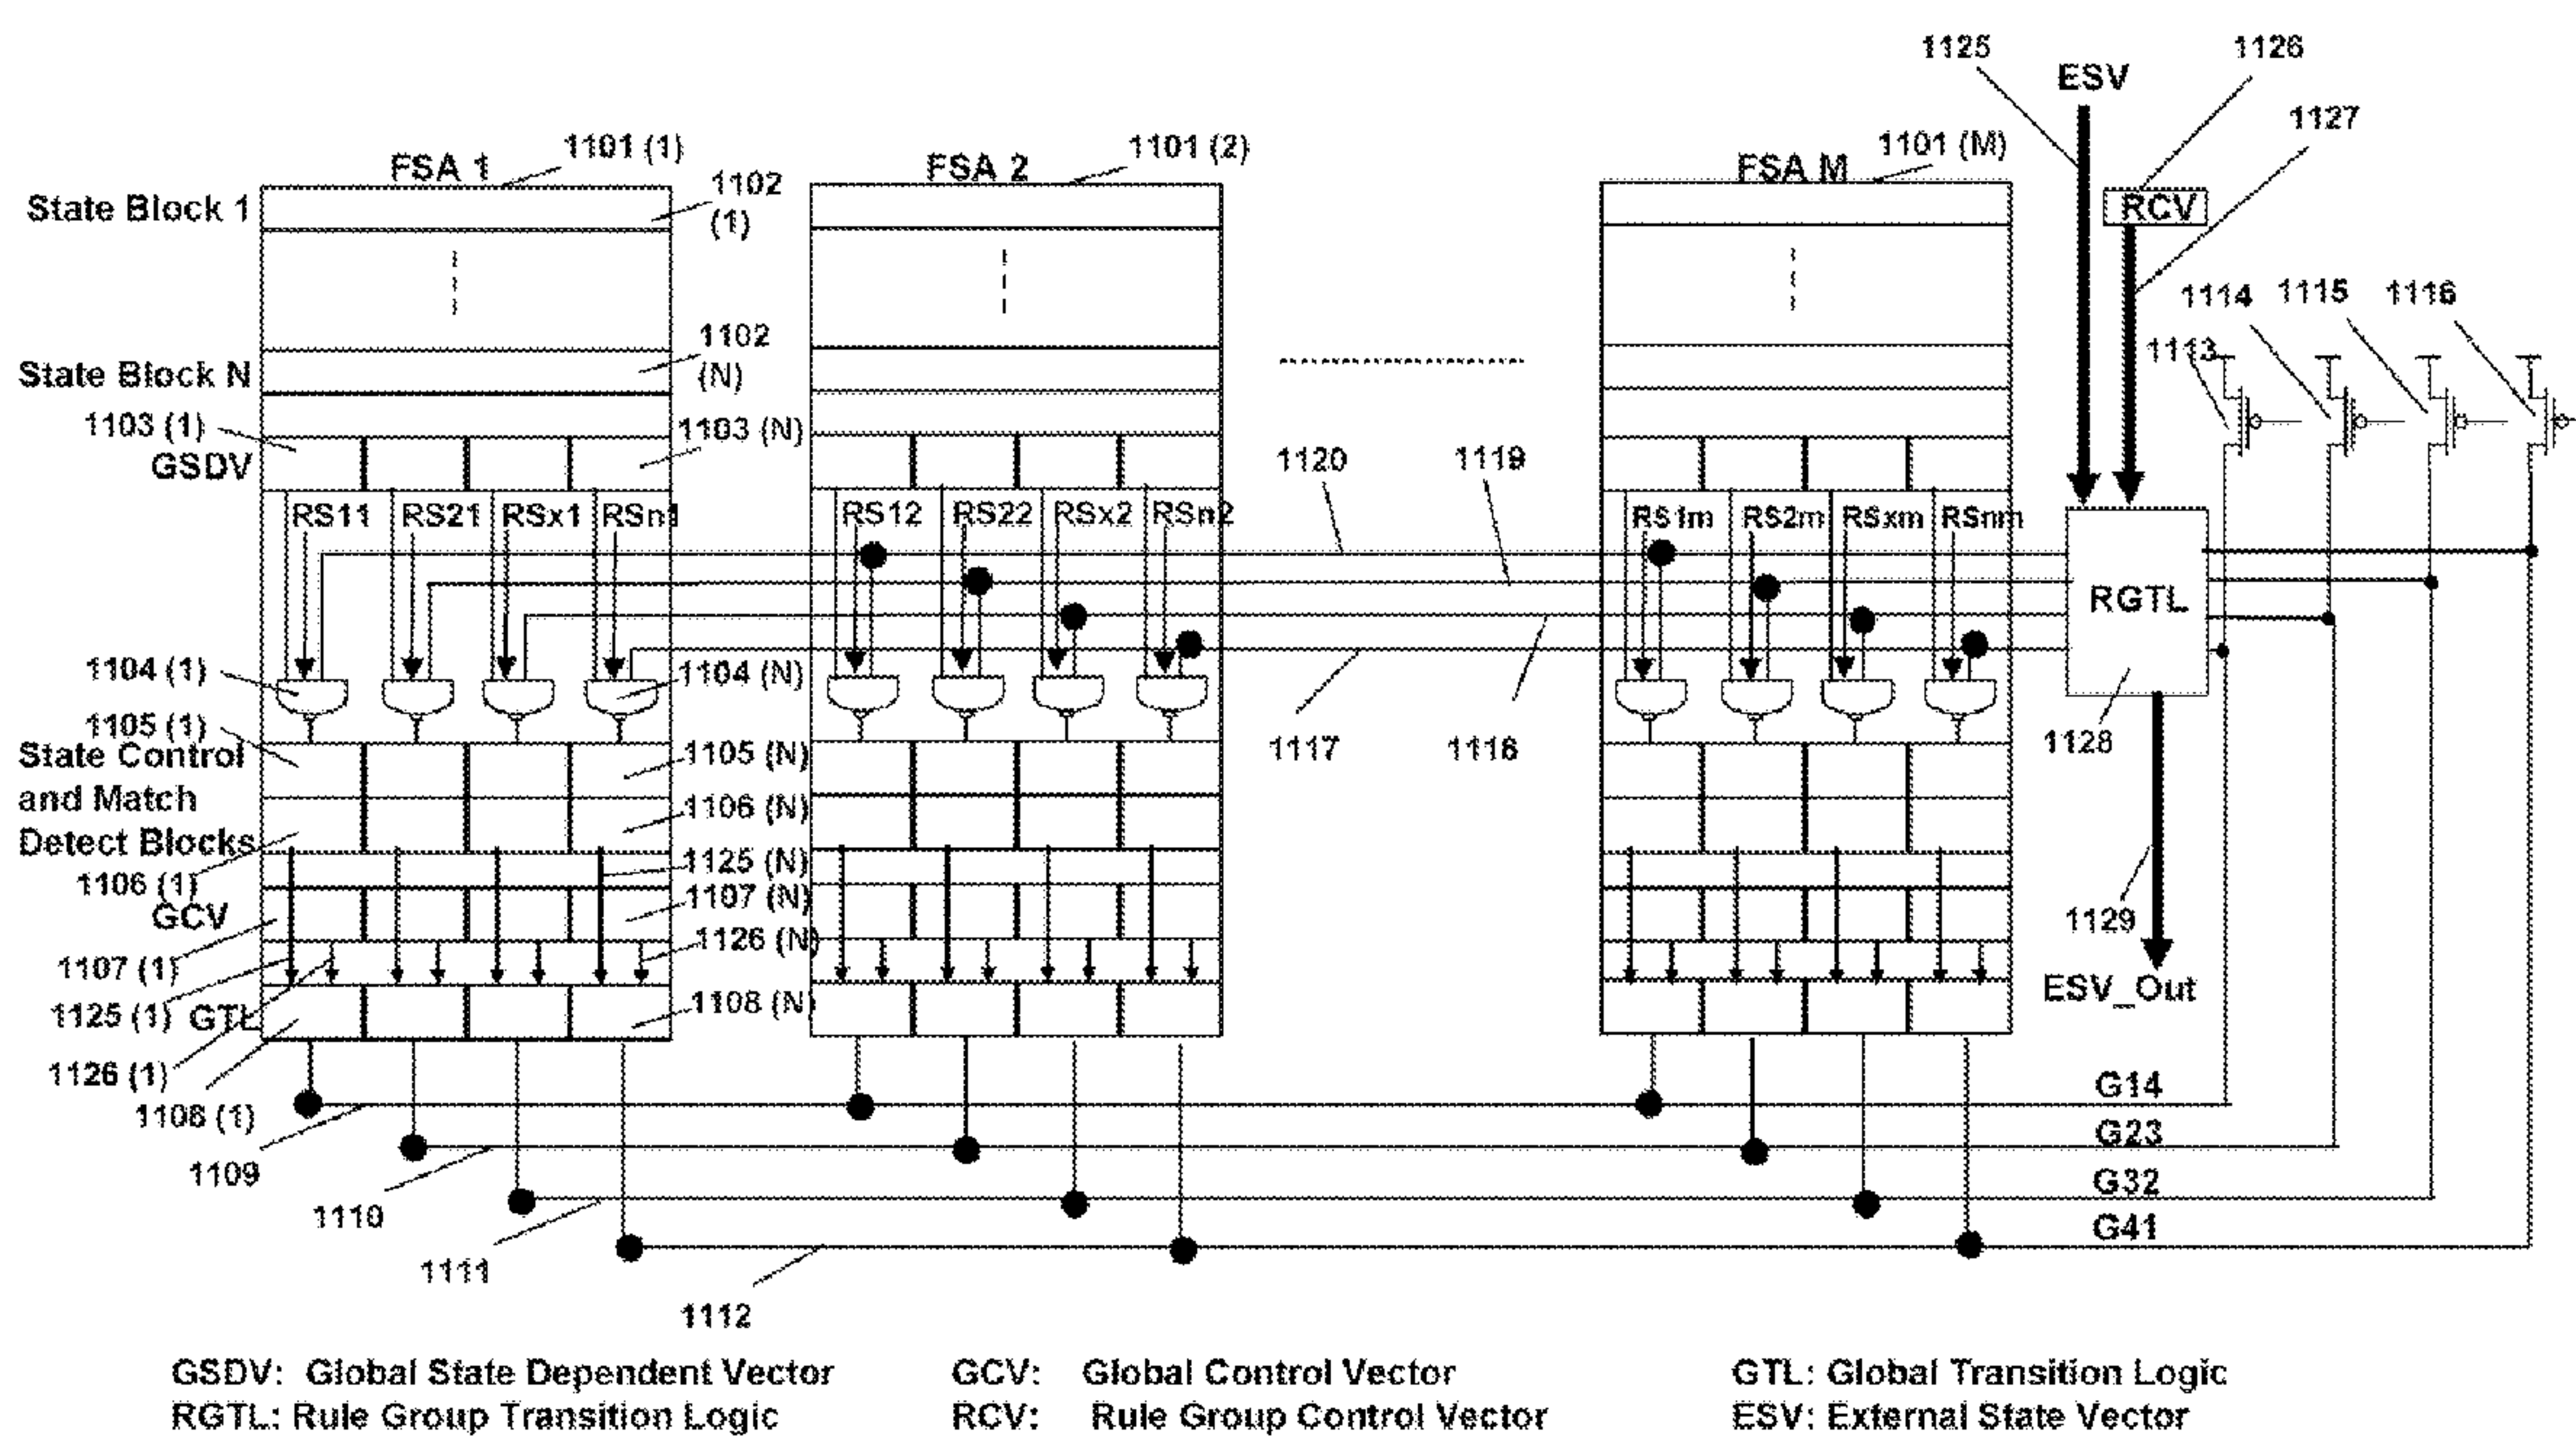 1125
1126
ESV
1127
1101 (1)
1101 (2)
1101 (M)
FSA 1
FSA 2
FSA M
1102
(1)
State Block 1
RCV
1114
1115
1116
1113
1102
(N)
State Block N
1103 (1)
1103 (N)
GSDV
1120
1119
RS11
RS21
RSx1
RSn1
RS12
RS22
RSx2
RSn2
RS1m
RS2m
RSxm
RSnm
RGTL
1104 (1)
1104 (N)
1105 (1)
State Control
and Match
Detect Blocks
1105 (N)
1117
1118
1128
1106 (N)
1125 (N)
1106 (1)
1107 (N)
GCV
1129
1126 (N)
1107 (1)
ESV_Out
1108 (N)
1125 (1)
GTL
1126 (1)
1108 (1)
G14
1109
G23
1110
G32
G41
1111
1112
GSDV: Global State Dependent Vector
GCV: Global Control Vector
GTL: Global Transition Logic
RGTL: Rule Group Transition Logic
RCV: Rule Group Control Vector
ESV: External State Vector